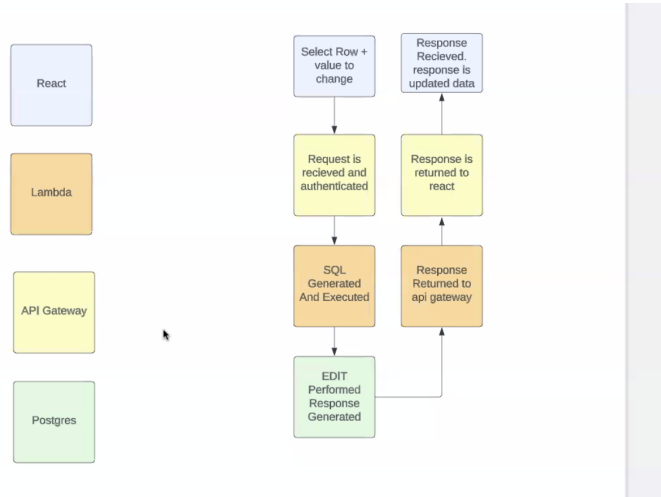 React
Lambda
API Gateway
Postgres
Select Row +
value to
change
Request is
recieved and
authenticated
SQL
Generated
And Executed
EDIT
Performed
Response
Generated
Response
Returned to
api gateway
Response is
returned to
react
Response
Recieved.
response is
updated data